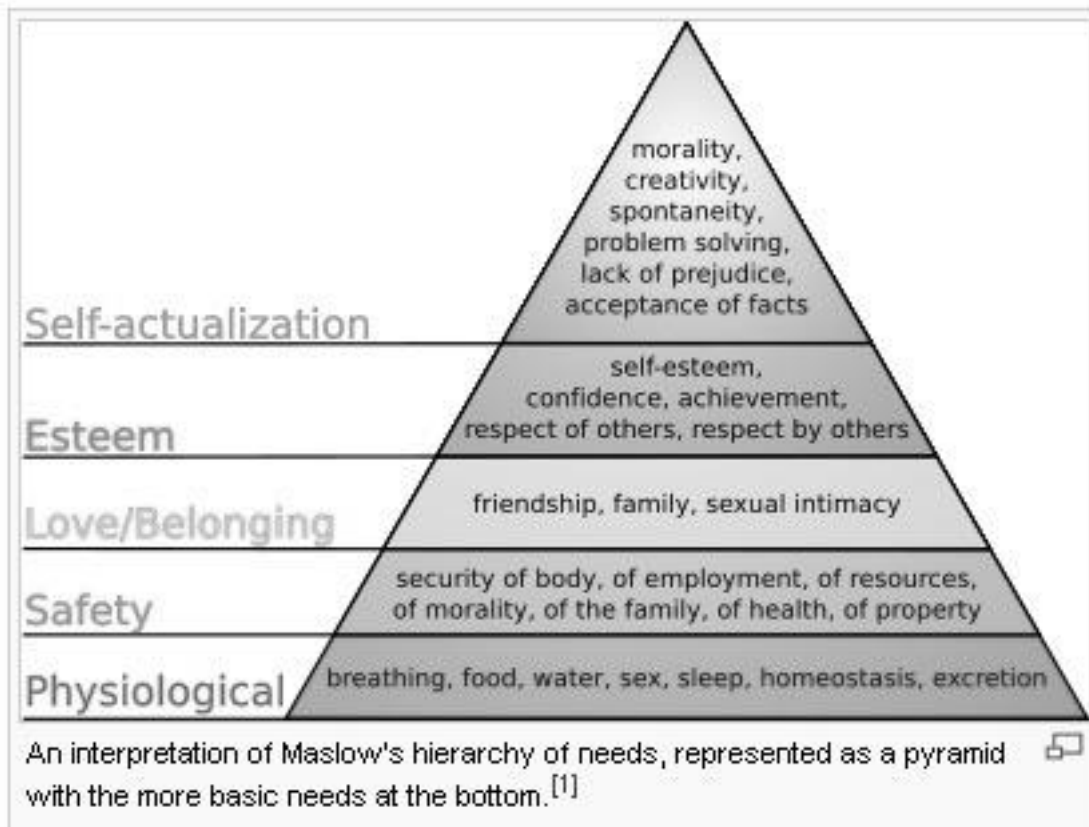 morality,
creativity,
spontaneity,
problem solving,
lack of prejudice,
acceptance of facts
Self-actualization
self-esteem,
confidence, achievement,
respect of others, respect by others
Esteem
friendship, family, sexual intimacy
Love/Belonging
security of body, of employment, of resources,
of morality, of the family, of health, of property
Safety
breathing, food, water, sex, sleep, homeostasis, excretion
Physiological
An interpretation of Maslow's hierarchy of needs, represented as a pyramid
with the more basic needs at the bottom.[1]